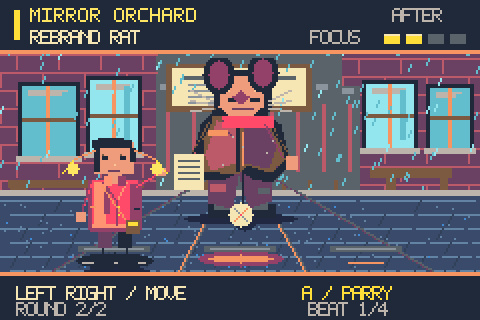 MIRROR ORCHARD
AFTER
REBRAND RAT
FOCUS
LEFT RIGHT / MOVE
A / PARRY
ROUND 2/2
BEAT 1/4